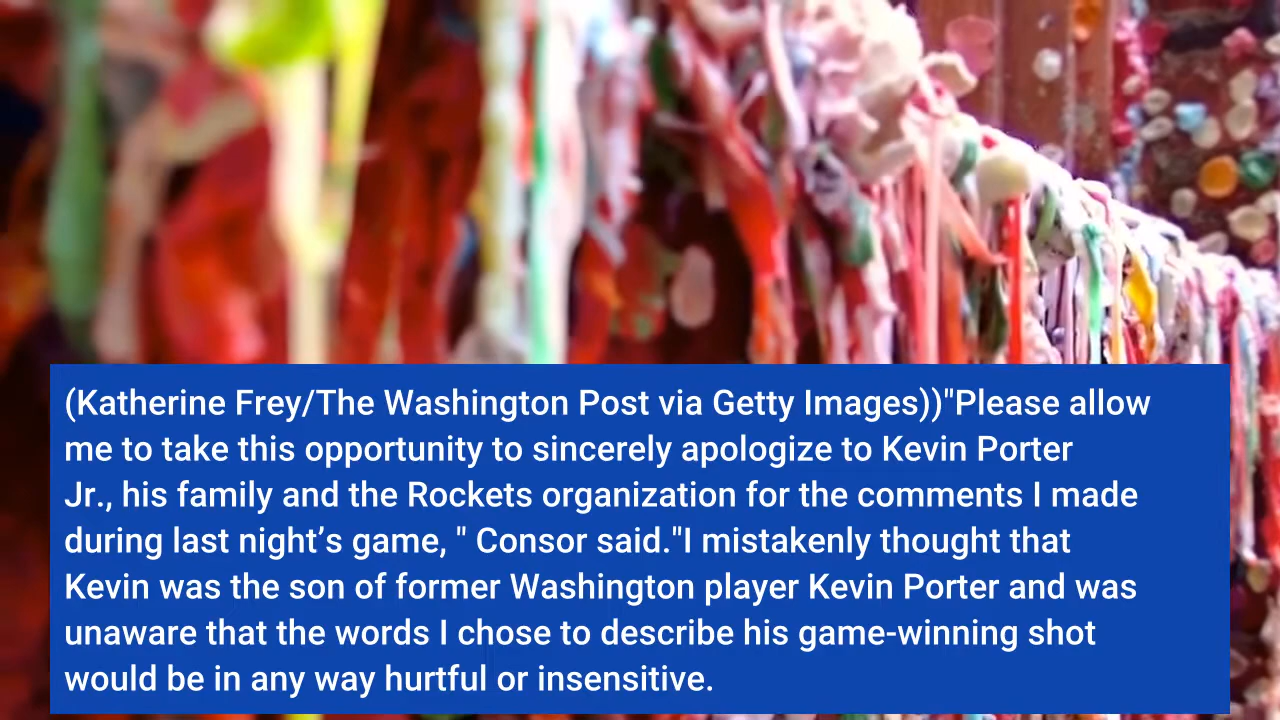 (Katherine Frey/The Washington Post via Getty Images))"Please allow
me to take this opportunity to sincerely apologize to Kevin Porter
Jr., his family and the Rockets organization for the comments I made
during last night’s game, " Consor said."I mistakenly thought that
Kevin was the son of former Washington player Kevin Porter and was
unaware that the words I chose to describe his game-winning shot
would be in any way hurtful or insensitive.